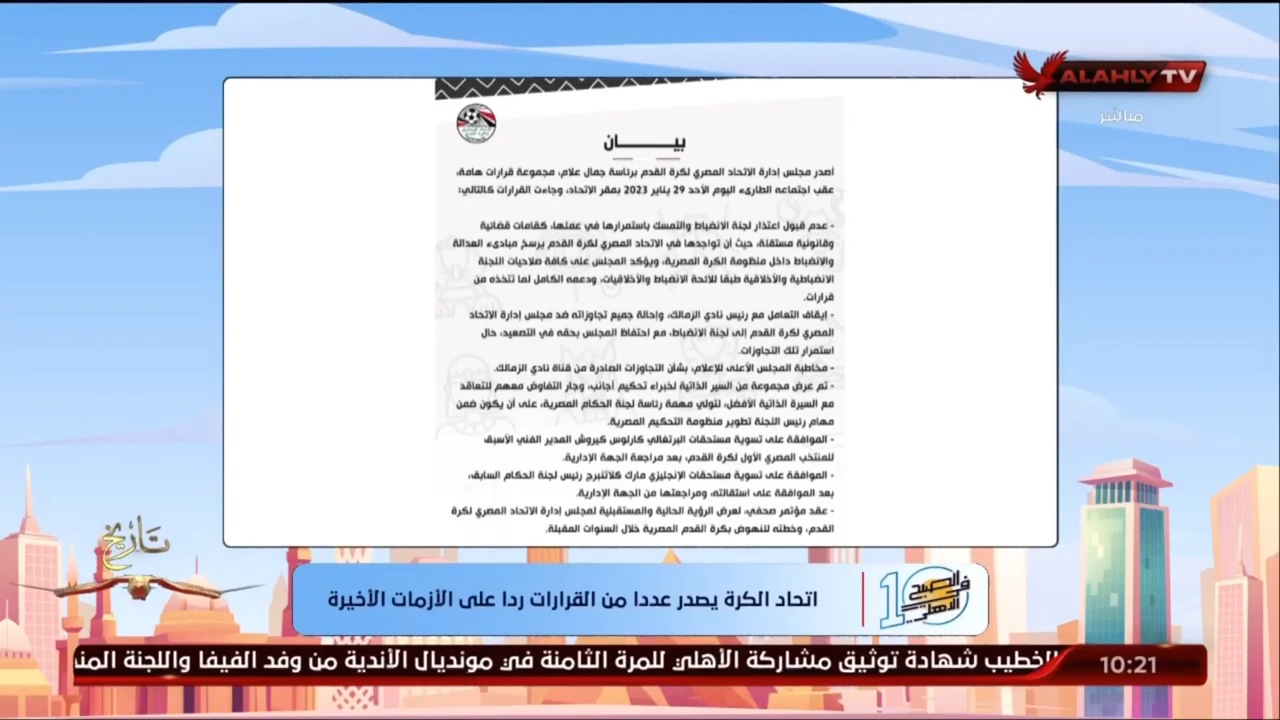 ALAHLY TV
مباشر
بيـــــــان
أصدر مجلس إدارة الاتحاد المصري لكرة القدم برئاسة جمال علام، مجموعة قرارات هامة،
عقب اجتماعه الطارىء اليوم الأحد 29 يناير 2023 بمقر الاتحاد، وجاءت القرارات كالتالي:
- عدم قبول اعتذار لجنة الانضباط والتمسك باستمرارها في عملها، كقامات قضائية
وقانونية مستقلة، حيث أن تواجدها في الاتحاد المصري لكرة القدم يرسخ مبادىء العدالة
والانضباط داخل منظومة الكرة المصرية، ويؤكد المجلس على كافة صلاحيات اللجنة
الانضباطية والأخلاقية طبقا للائحة الانضباط والأخلاقيات، ودعمه الكامل لما تتخذه من
قرارات.
- إيقاف التعامل مع رئيس نادي الزمالك، وإحالة جميع تجاوزاته ضد مجلس إدارة الاتحاد
المصري لكرة القدم إلى لجنة الانضباط، مع احتفاظ المجلس بحقه في التصعيد، حال
استمرار تلك التجاوزات.
- مخاطبة المجلس الأعلى للإعلام، بشأن التجاوزات الصادرة من قناة نادي الزمالك.
- تم عرض مجموعة من السير الذاتية لخبراء تحكيم أجانب، وجار التفاوض معهم للتعاقد
مع السيرة الذاتية الأفضل، لتولي مهمة رئاسة لجنة الحكام المصرية، على أن يكون ضمن
مهام رئيس اللجنة تطوير منظومة التحكيم المصرية.
- الموافقة على تسوية مستحقات البرتغالي كارلوس كيروش المدير الفني الأسبق
للمنتخب المصري الأول لكرة القدم، بعد مراجعة الجهة الإدارية.
- الموافقة على تسوية مستحقات الإنجليزي مارك كلاتنبرج رئيس لجنة الحكام السابق،
بعد الموافقة على استقالته، ومراجعتها من الجهة الإدارية.
- عقد مؤتمر صحفي، لعرض الرؤية الحالية والمستقبلية لمجلس إدارة الاتحاد المصري لكرة
القدم، وخطته للنهوض بكرة القدم المصرية خلال السنوات المقبلة.
تاريخ
10 الصبح في الأهلي
اتحاد الكرة يصدر عددا من القرارات ردا على الأزمات الأخيرة
10:21
الخطيب شهادة توثيق مشاركة الأهلي للمرة الثامنة في مونديال الأندية من وفد الفيفا واللجنة